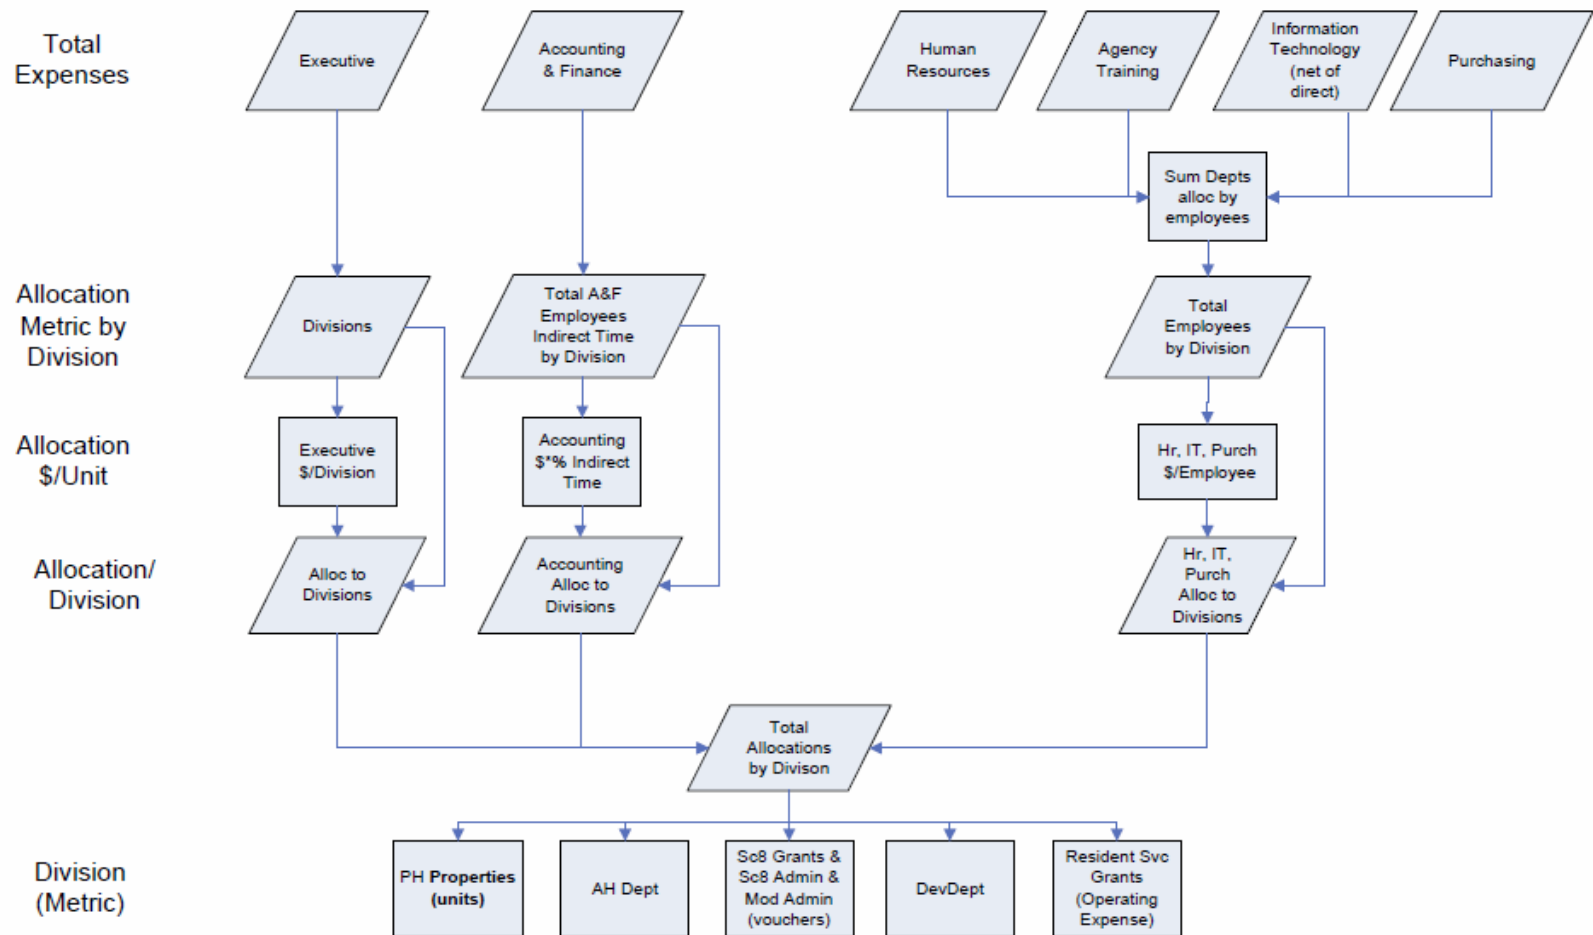 Total
Expenses
Executive
Accounting
& Finance
Human
Resources
Agency
Training
Information
Technology
(net of
direct)
Purchasing
Sum Depts
alloc by
employees
Allocation
Metric by
Division
Divisions
Total A&F
Employees
Indirect Time
by Division
Total
Employees
by Division
Allocation
$/Unit
Executive
$/Division
Accounting
$*% Indirect
Time
Hr, IT, Purch
$/Employee
Allocation/
Division
Alloc to
Divisions
Accounting
Alloc to
Divisions
Hr, IT,
Purch
Alloc to
Divisions
Total
Allocations
by Divison
Division
(Metric)
PH Properties
(units)
AH Dept
Sc8 Grants &
Sc8 Admin &
Mod Admin
(vouchers)
DevDept
Resident Svc
Grants
(Operating
Expense)